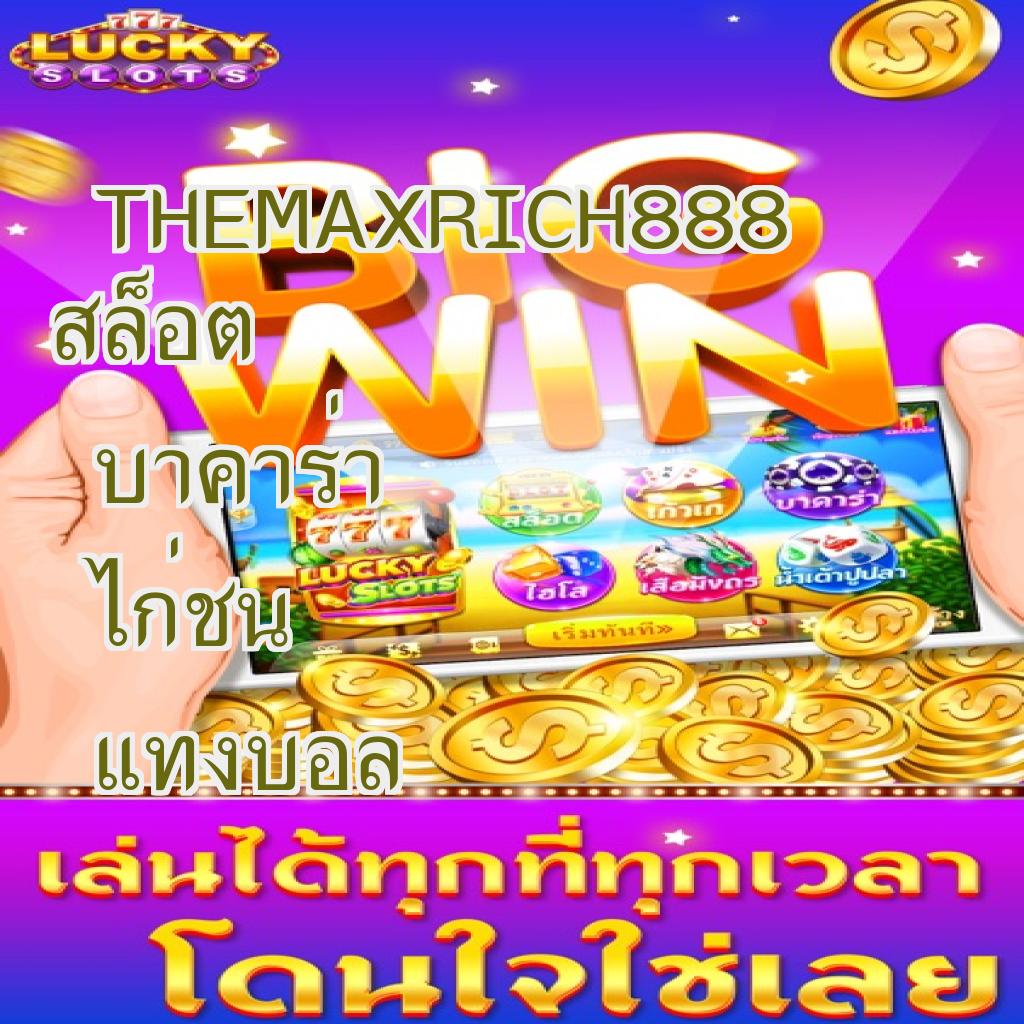 777
LUCKY
SLOTS
BIG
WIN
THEMAXRICH888
สล็อต
บาคาร่า
ไก่ชน
แทงบอล
777
LUCKY
SLOTS
สล็อต
เก้าเก
บาคาร่า
ไฮโล
เสือมังกร
น้ำเต้าปูปลา
เริ่มทันที»
เล่นได้ทุกที่ทุกเวลา
โดนใจใช่เลย